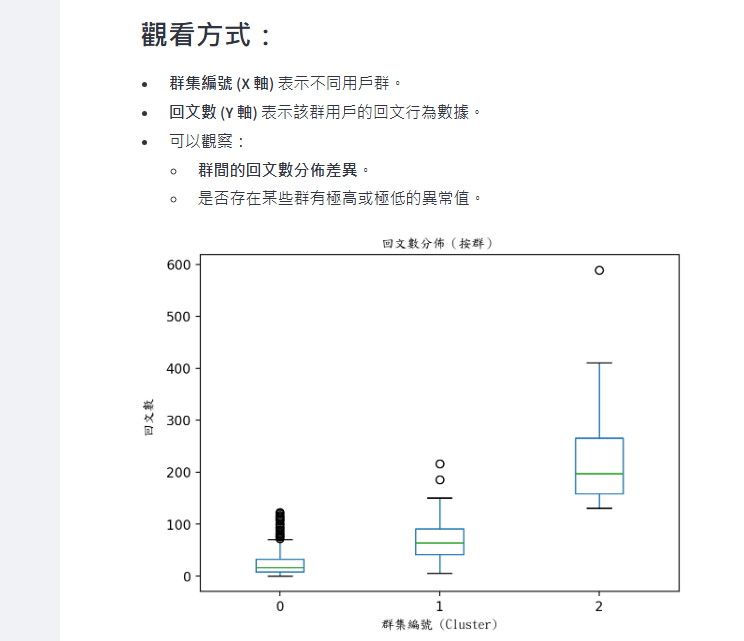 觀看方式：
群集編號 (X 軸) 表示不同用戶群。
回文數 (Y 軸) 表示該群用戶的回文行為數據。
可以觀察：
群間的回文數分佈差異。
是否存在某些群有極高或極低的異常值。
回文數分佈（按群）
600
500
400
300
200
100
0
回文數
0 1 2
群集編號（Cluster）